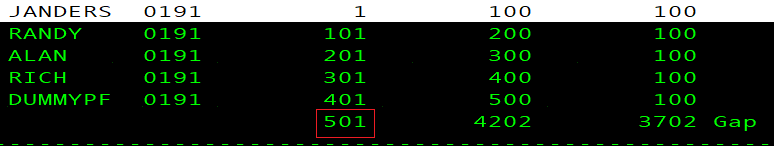 JANDERS 0191 1 100 100
RANDY 0191 101 200 100
ALAN 0191 201 300 100
RICH 0191 301 400 100
DUMMYPF 0191 401 500 100
501 4202 3702 Gap